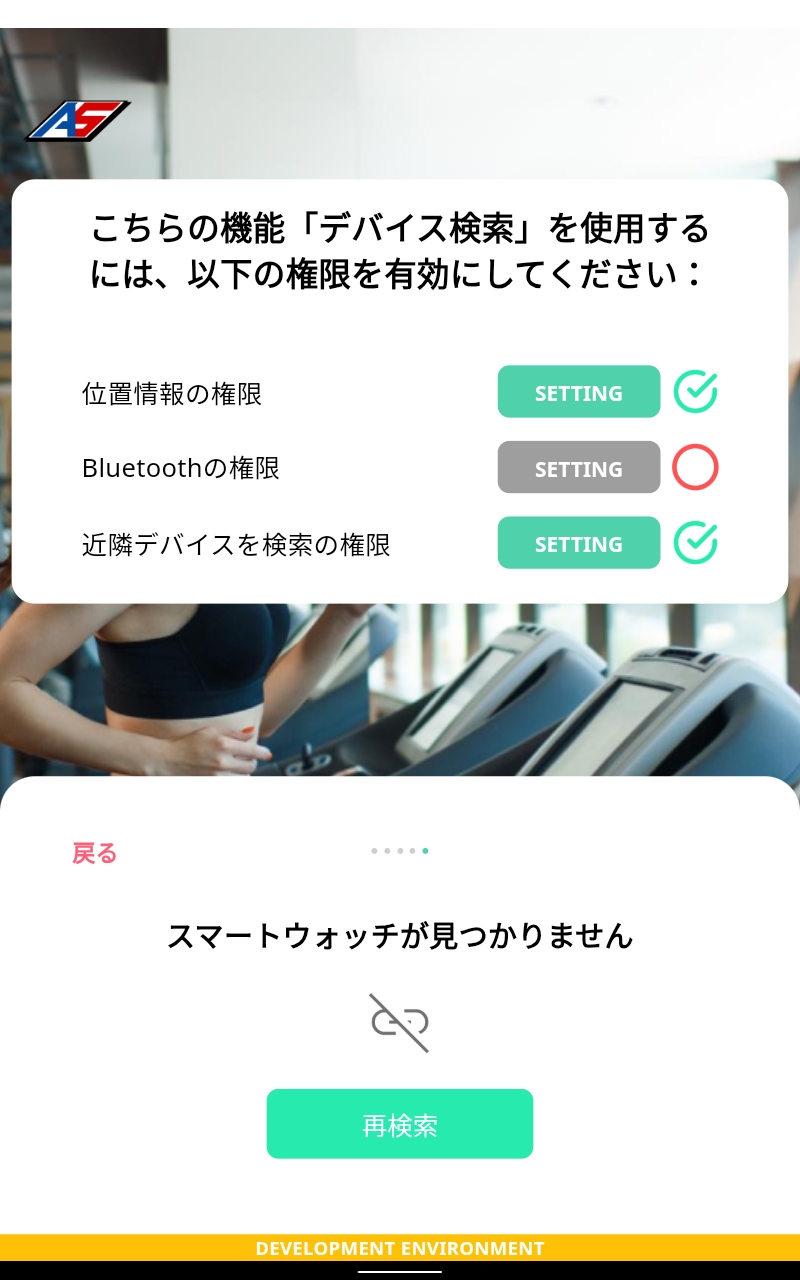 AS
こちらの機能「デバイス検索」を使用する
には、以下の権限を有効にしてください：
位置情報の権限
SETTING
Bluetoothの権限
SETTING
近隣デバイスを検索の権限
SETTING
戻る
スマートウォッチが見つかりません
再検索
DEVELOPMENT ENVIRONMENT